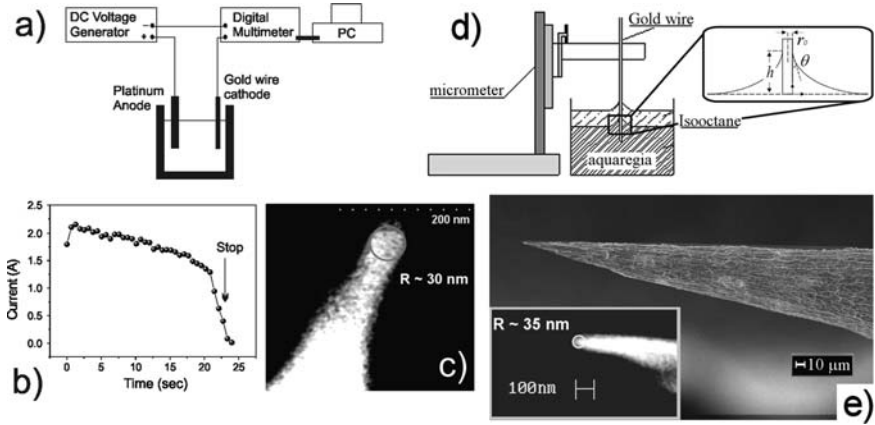 a)
DC Voltage
Generator
−
+
Digital
Multimeter
PC
Platinum
Anode
Gold wire
cathode
b)
Current (A)
2.5
2.0
1.5
1.0
0.5
0.0
Stop
0 5 10 15 20 25
Time (sec)
200 nm
R ~ 30 nm
c)
d)
Gold wire
micrometer
Isooctane
aquaregia
r₀
h
θ
R ~ 35 nm
100nm
10 μm
e)